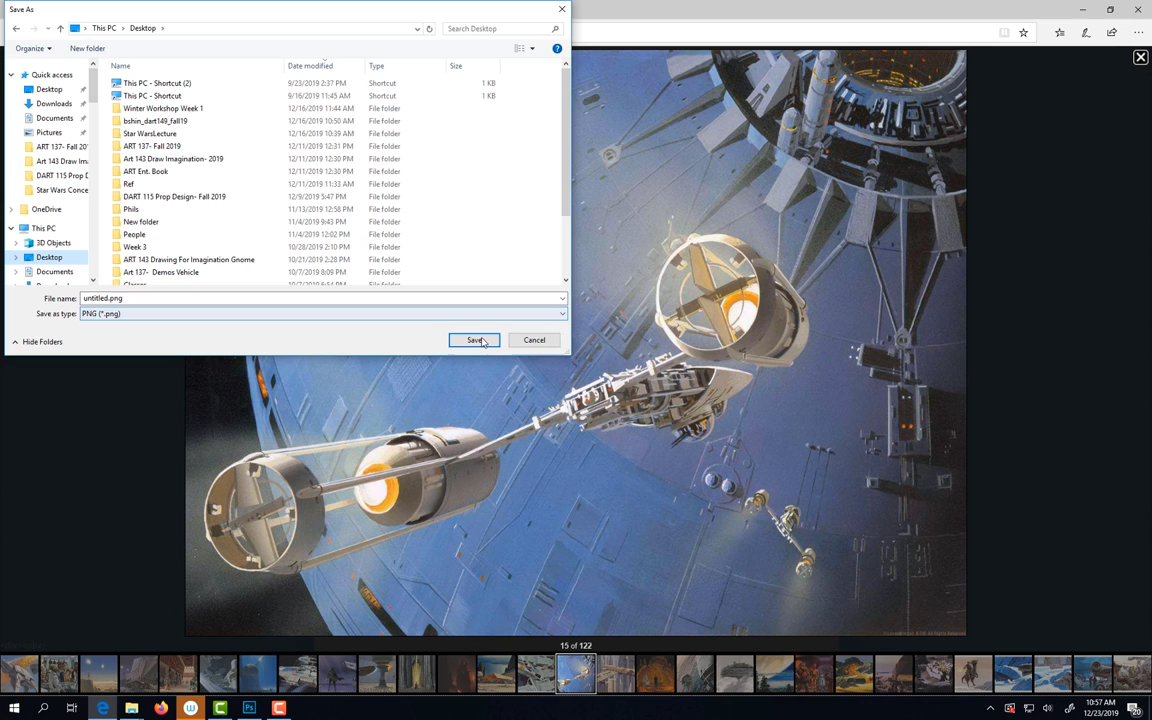 Save As
This PC > Desktop >
Search Desktop
Organize
New folder
Name
Date modified
Type
Size
Quick access
Desktop
Downloads
Documents
Pictures
ART 137- Fall 20
Art 143 Draw Im
DART 115 Prop D
Star Wars Conce
OneDrive
This PC
3D Objects
Desktop
Documents
This PC - Shortcut (2) 9/23/2019 2:37 PM Shortcut 1 KB
This PC - Shortcut 9/16/2019 11:45 AM Shortcut 1 KB
Winter Workshop Week 1 12/16/2019 11:44 AM File folder
bshin_dart149_fall19 12/16/2019 10:50 AM File folder
Star WarsLecture 12/16/2019 10:39 AM File folder
ART 137- Fall 2019 12/11/2019 12:31 PM File folder
Art 143 Draw Imagination- 2019 12/11/2019 12:30 PM File folder
ART Ent. Book 12/11/2019 12:30 PM File folder
Ref 12/11/2019 11:33 AM File folder
DART 115 Prop Design- Fall 2019 12/9/2019 5:47 PM File folder
Phils 11/13/2019 12:58 PM File folder
New folder 11/4/2019 9:43 PM File folder
People 11/4/2019 12:02 PM File folder
Week 3 10/28/2019 2:10 PM File folder
ART 143 Drawing For Imagination Gnome 10/21/2019 2:28 PM File folder
Art 137- Demos Vehicle 10/7/2019 8:09 PM File folder
File name: untitled.png
Save as type: PNG (*.png)
Hide Folders
Save
Cancel
15 of 122
10:57 AM
12/23/2019
20